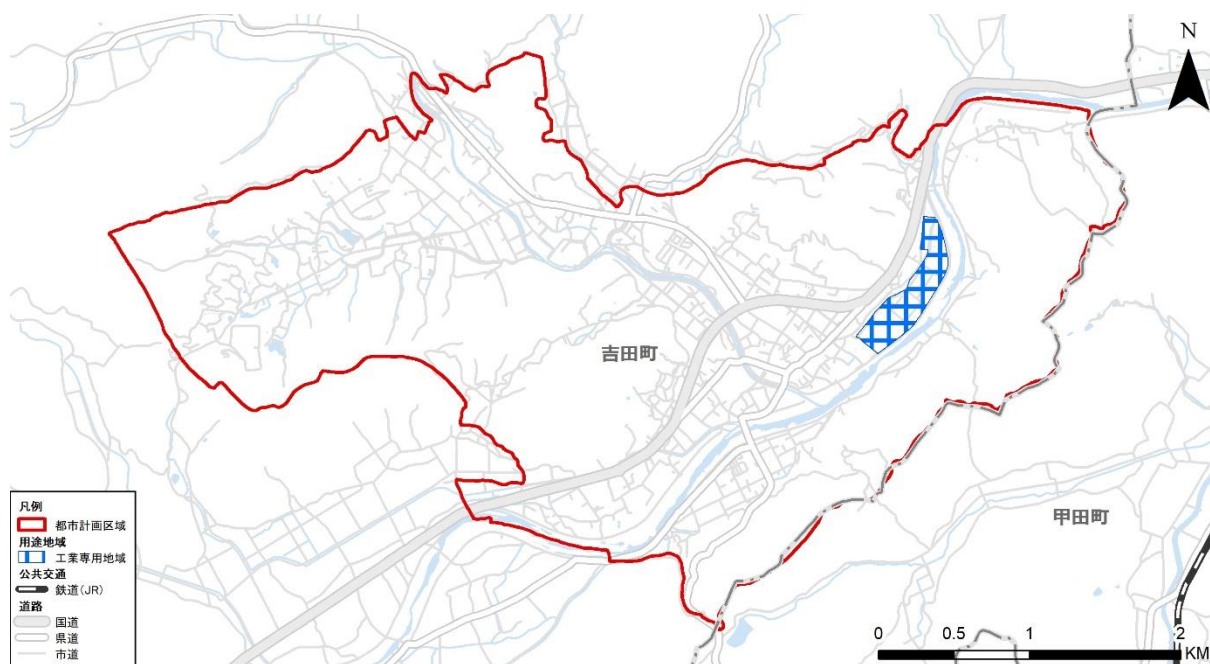 N
吉田町
甲田町
凡例
都市計画区域
用途地域
工業専用地域
公共交通
鉄道(JR)
道路
国道
県道
市道
0 0.5 1 2
KM